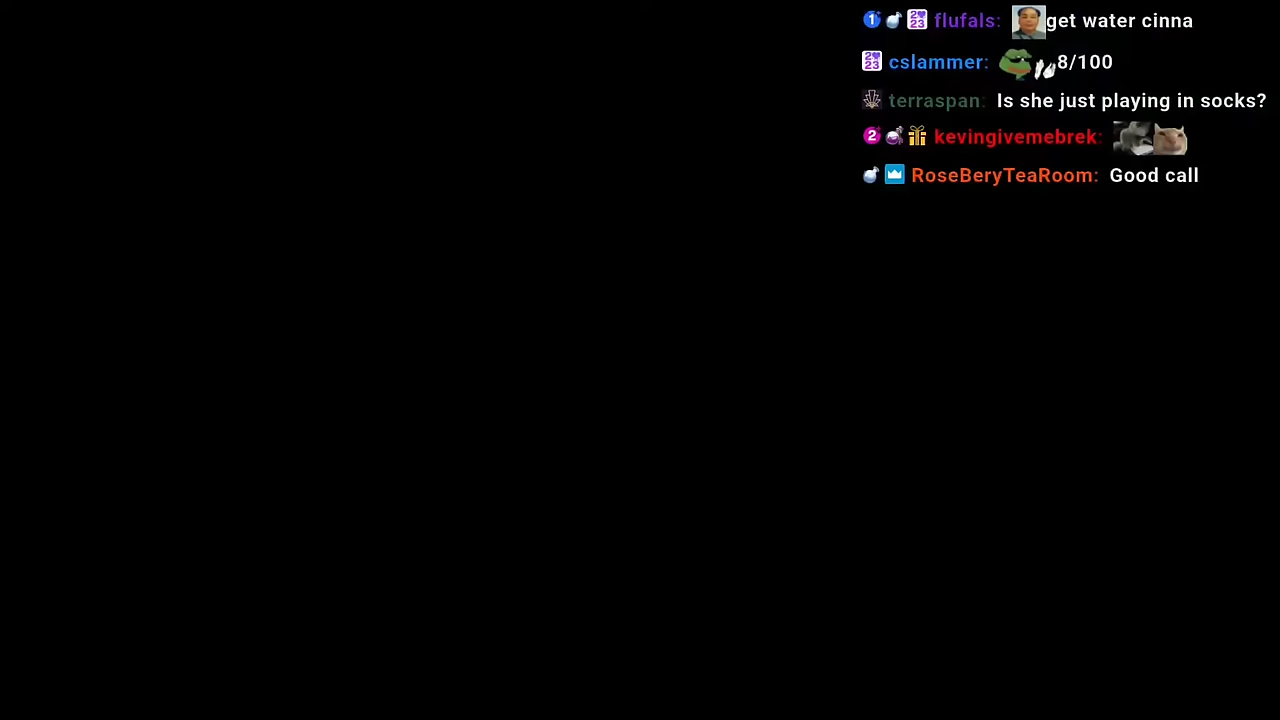 flufals: get water cinna
cslammer: 8/100
terraspan: Is she just playing in socks?
kevingivemebrek:
RoseBeryTeaRoom: Good call